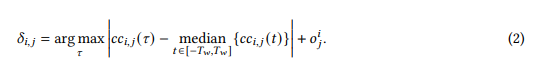 δ_{i,j} = arg max_τ |cc_{i,j}(τ) − median_{t∈[−T_w,T_w]} {cc_{i,j}(t)}| + o^i_j. (2)